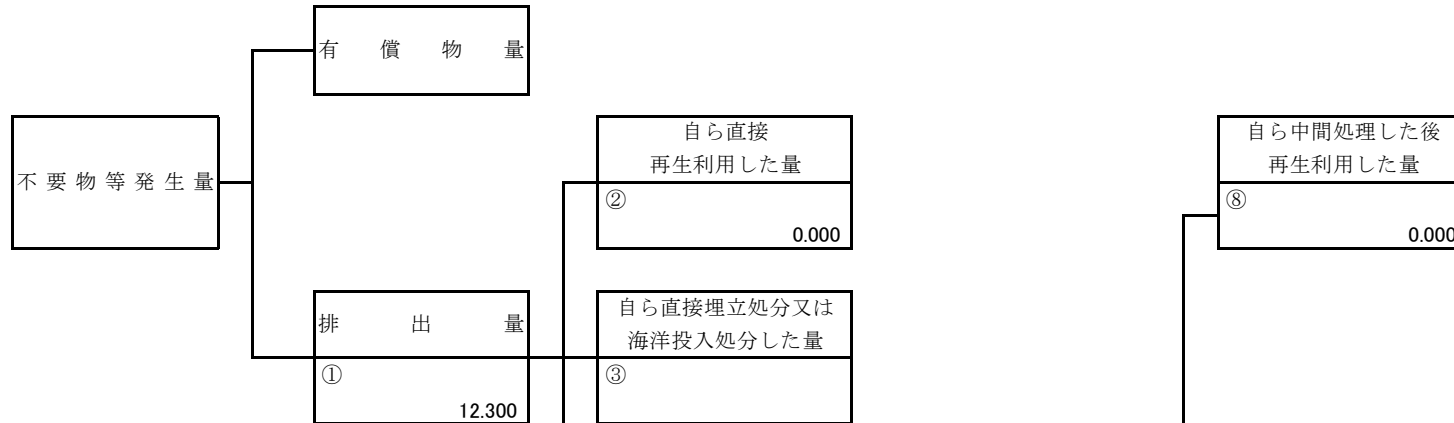 有償物量
不要物等発生量
自ら直接
再生利用した量
②
0.000
自ら中間処理した後
再生利用した量
⑧
0.000
排出量
①
12.300
自ら直接埋立処分又は
海洋投入処分した量
③